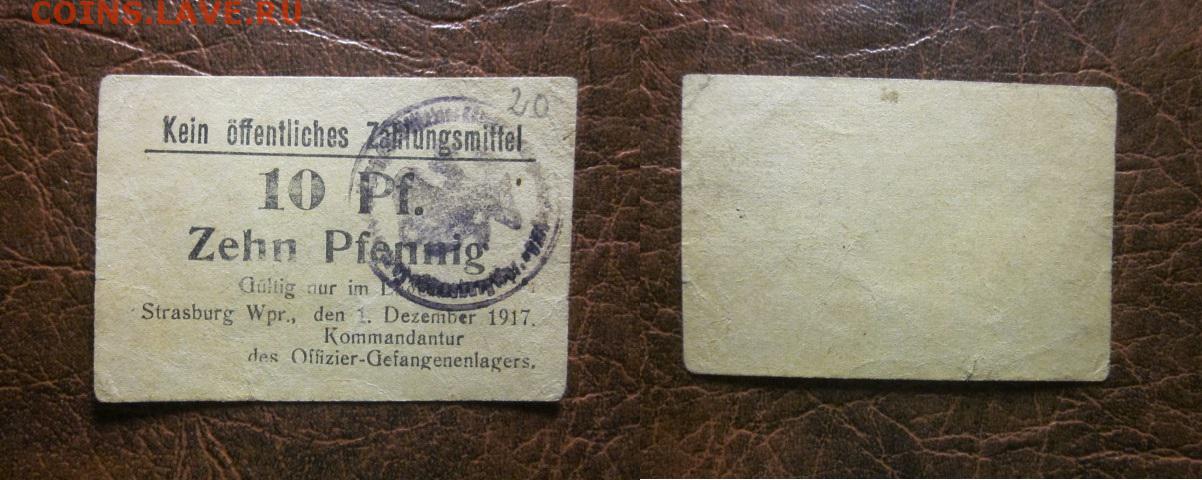 COINS.LAVE.RU
20
Kein öffentliches Zahlungsmittel
10 Pf.
Zehn Pfennig
Gültig nur im
Strasburg Wpr., den 1. Dezember 1917.
Kommandantur
des Offizier-Gefangenenlagers.